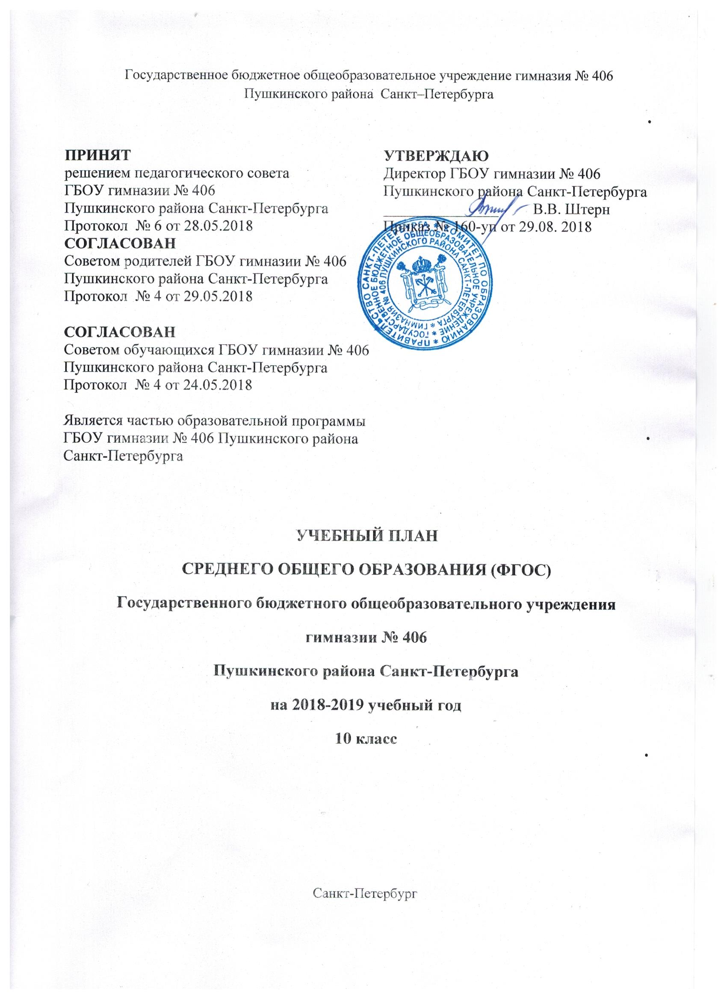 Государственное бюджетное общеобразовательное учреждение гимназия № 406
Пушкинского района Санкт–Петербурга
ПРИНЯТ
решением педагогического совета
ГБОУ гимназии № 406
Пушкинского района Санкт-Петербурга
Протокол № 6 от 28.05.2018
СОГЛАСОВАН
Советом родителей ГБОУ гимназии № 406
Пушкинского района Санкт-Петербурга
Протокол № 4 от 29.05.2018
СОГЛАСОВАН
Советом обучающихся ГБОУ гимназии № 406
Пушкинского района Санкт-Петербурга
Протокол № 4 от 24.05.2018
Является частью образовательной программы
ГБОУ гимназии № 406 Пушкинского района
Санкт-Петербурга
УТВЕРЖДАЮ
Директор ГБОУ гимназии № 406
Пушкинского района Санкт-Петербурга
В.В. Штерн
Приказ № 160-уп от 29.08. 2018
ПРАВИТЕЛЬСТВО САНКТ-ПЕТЕРБУРГА * КОМИТЕТ ПО ОБРАЗОВАНИЮ *
ГОСУДАРСТВЕННОЕ БЮДЖЕТНОЕ ОБЩЕОБРАЗОВАТЕЛЬНОЕ УЧРЕЖДЕНИЕ *
ГИМНАЗИЯ № 406 ПУШКИНСКОГО РАЙОНА САНКТ-ПЕТЕРБУРГА *
УЧЕБНЫЙ ПЛАН
СРЕДНЕГО ОБЩЕГО ОБРАЗОВАНИЯ (ФГОС)
Государственного бюджетного общеобразовательного учреждения
гимназии № 406
Пушкинского района Санкт-Петербурга
на 2018-2019 учебный год
10 класс
Санкт-Петербург